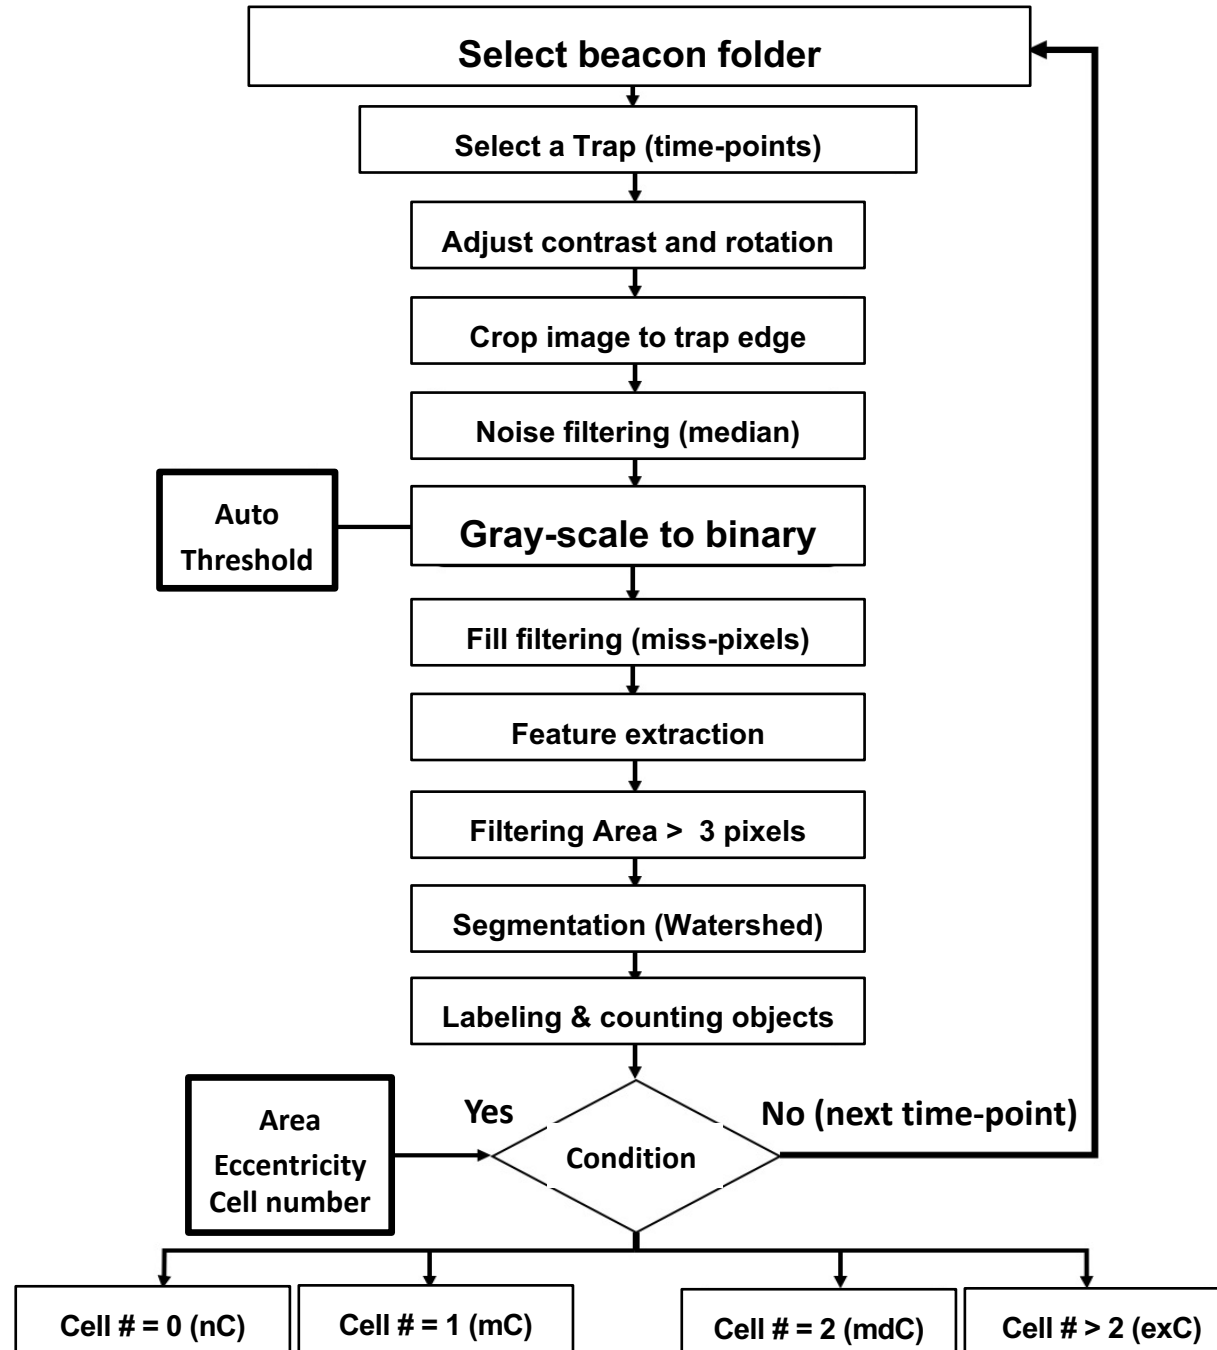 Select beacon folder
Select a Trap (time-points)
Adjust contrast and rotation
Crop image to trap edge
Noise filtering (median)
Auto
Threshold
Gray-scale to binary
Fill filtering (miss-pixels)
Feature extraction
Filtering Area >  3 pixels
Segmentation (Watershed)
Labeling & counting objects
Area
Eccentricity
Cell number
Yes
Condition
No (next time-point)
Cell # = 0 (nC)
Cell # = 1 (mC)
Cell # = 2 (mdC)
Cell # > 2 (exC)